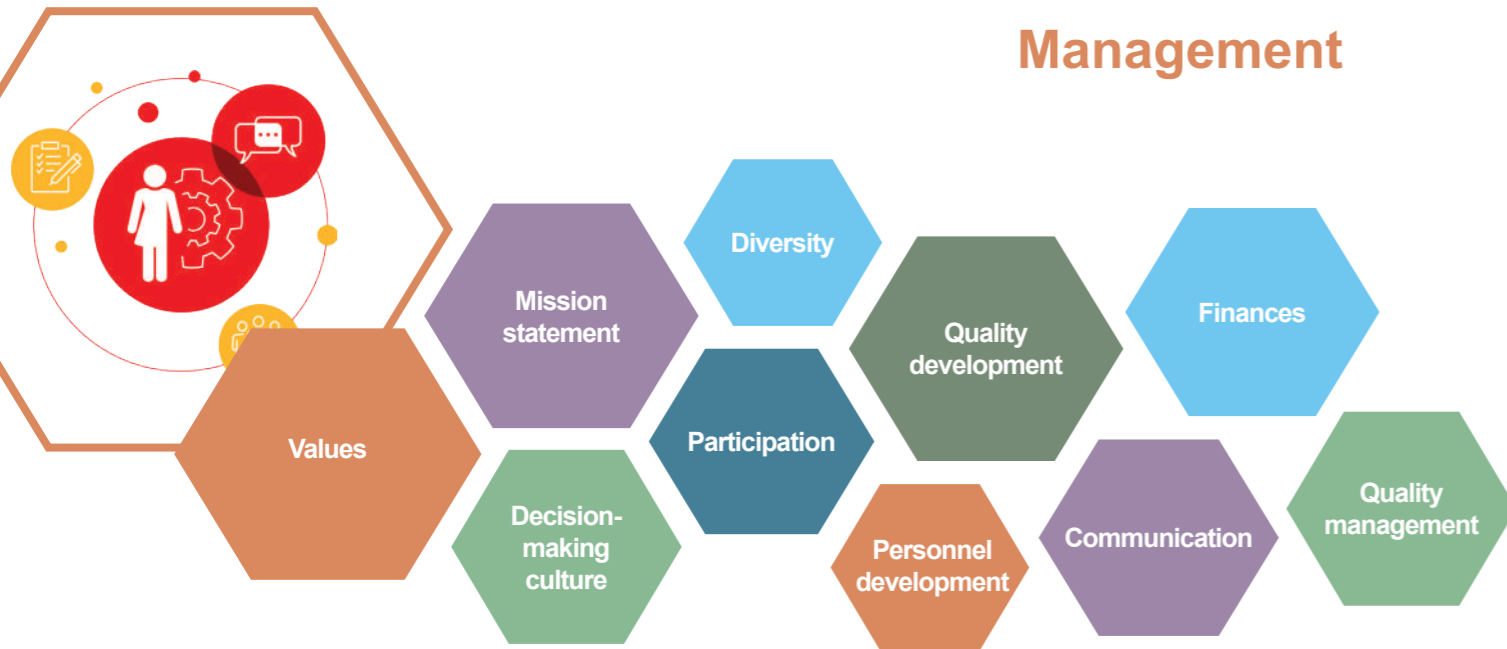 Management
Diversity
Mission
statement
Finances
Quality
development
Participation
Values
Decision-
making
culture
Quality
management
Communication
Personnel
development